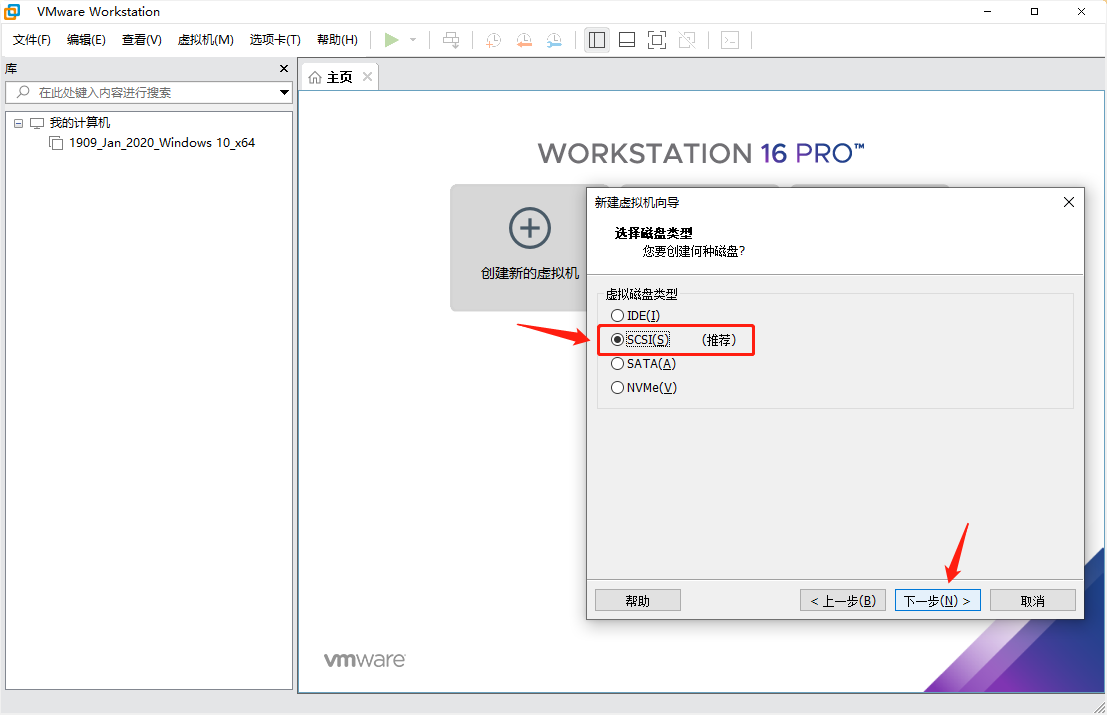 VMware Workstation
文件(F) 编辑(E) 查看(V) 虚拟机(M) 选项卡(T) 帮助(H)
库
在此处键入内容进行搜索
我的计算机
1909_Jan_2020_Windows 10_x64
主页
WORKSTATION 16 PRO™
创建新的虚拟机
新建虚拟机向导
选择磁盘类型
您要创建何种磁盘?
虚拟磁盘类型
IDE(I)
SCSI(S) (推荐)
SATA(A)
NVMe(V)
帮助 < 上一步(B) 下一步(N) > 取消
vmware